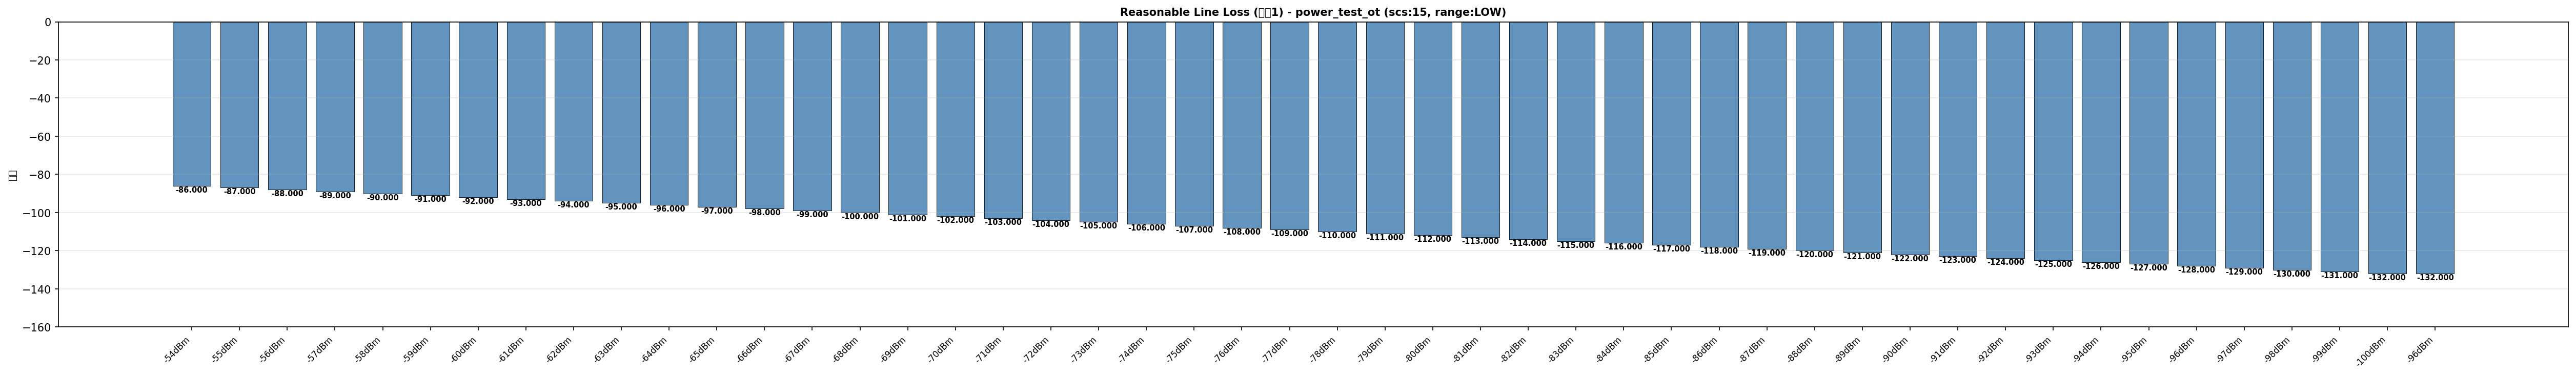 Reasonable Line Loss (▯▯1) - power_test_ot (scs:15, range:LOW)
▯▯
0
−20
−40
−60
−80
−100
−120
−140
−160
-86.000
-87.000
-88.000
-89.000
-90.000
-91.000
-92.000
-93.000
-94.000
-95.000
-96.000
-97.000
-98.000
-99.000
-100.000
-101.000
-102.000
-103.000
-104.000
-105.000
-106.000
-107.000
-108.000
-109.000
-110.000
-111.000
-112.000
-113.000
-114.000
-115.000
-116.000
-117.000
-118.000
-119.000
-120.000
-121.000
-122.000
-123.000
-124.000
-125.000
-126.000
-127.000
-128.000
-129.000
-130.000
-131.000
-132.000
-132.000
-54dBm
-55dBm
-56dBm
-57dBm
-58dBm
-59dBm
-60dBm
-61dBm
-62dBm
-63dBm
-64dBm
-65dBm
-66dBm
-67dBm
-68dBm
-69dBm
-70dBm
-71dBm
-72dBm
-73dBm
-74dBm
-75dBm
-76dBm
-77dBm
-78dBm
-79dBm
-80dBm
-81dBm
-82dBm
-83dBm
-84dBm
-85dBm
-86dBm
-87dBm
-88dBm
-89dBm
-90dBm
-91dBm
-92dBm
-93dBm
-94dBm
-95dBm
-96dBm
-97dBm
-98dBm
-99dBm
-100dBm
-96dBm